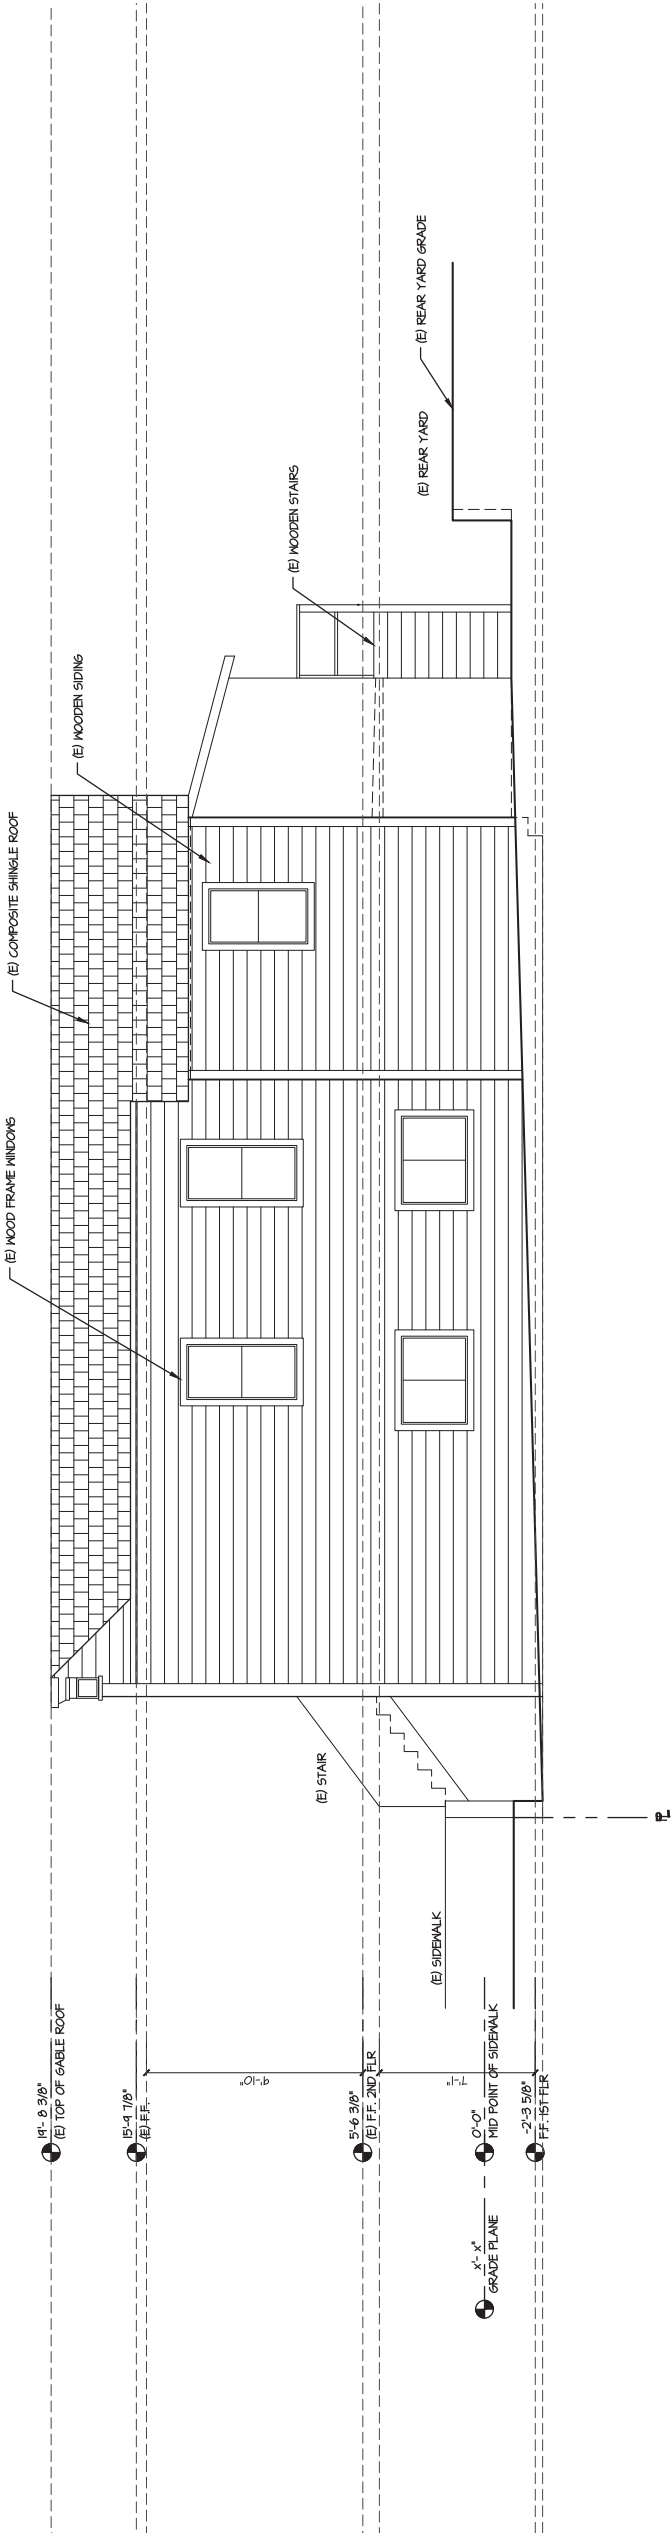 (E) COMPOSITE SHINGLE ROOF
(E) WOOD FRAME WINDOWS
(E) WOODEN SIDING
(E) WOODEN STAIRS
(E) REAR YARD GRADE
(E) REAR YARD
(E) STAIR
(E) SIDEWALK
19'- 8 3/8"
(E) TOP OF GABLE ROOF
15'-9 7/8"
(E) F.F.
9'-10"
5'-6 3/8"
(E) F.F. 2ND FLR
7'-1"
0'-0"
MID POINT OF SIDEWALK
-2'-3 5/8"
F.F. 1ST FLR
x'- x"
GRADE PLANE
PL